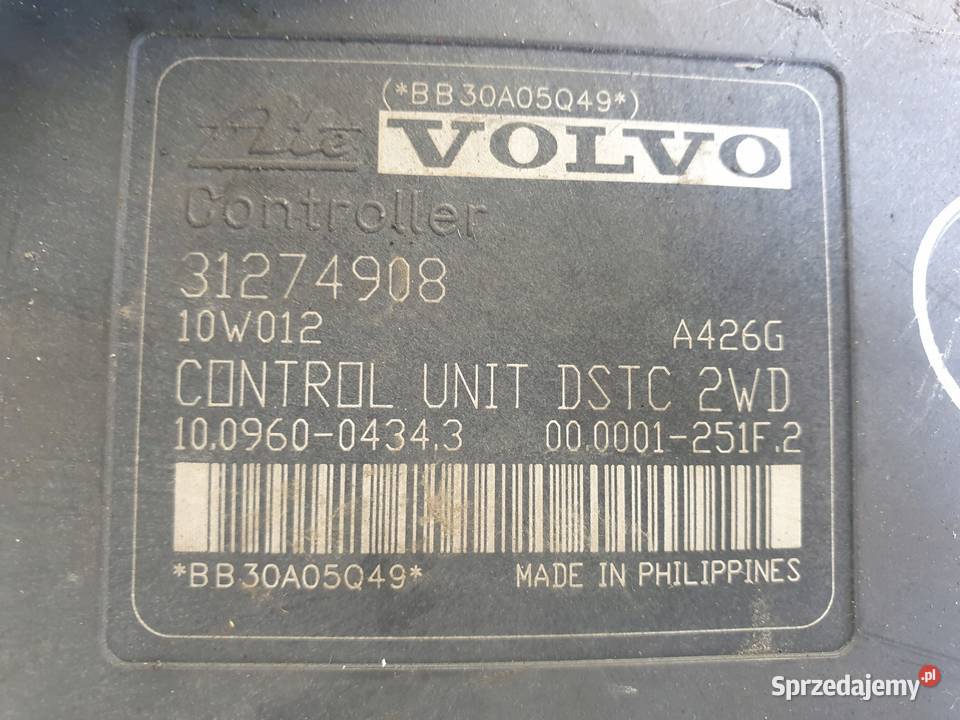 (*BB30A05Q49*)
Ate VOLVO
Controller
31274908
10W012 A426G
CONTROL UNIT DSTC 2WD
10.0960-0434.3 00.0001-251F.2
*BB30A05Q49* MADE IN PHILIPPINES
Sprzedajemy.pl